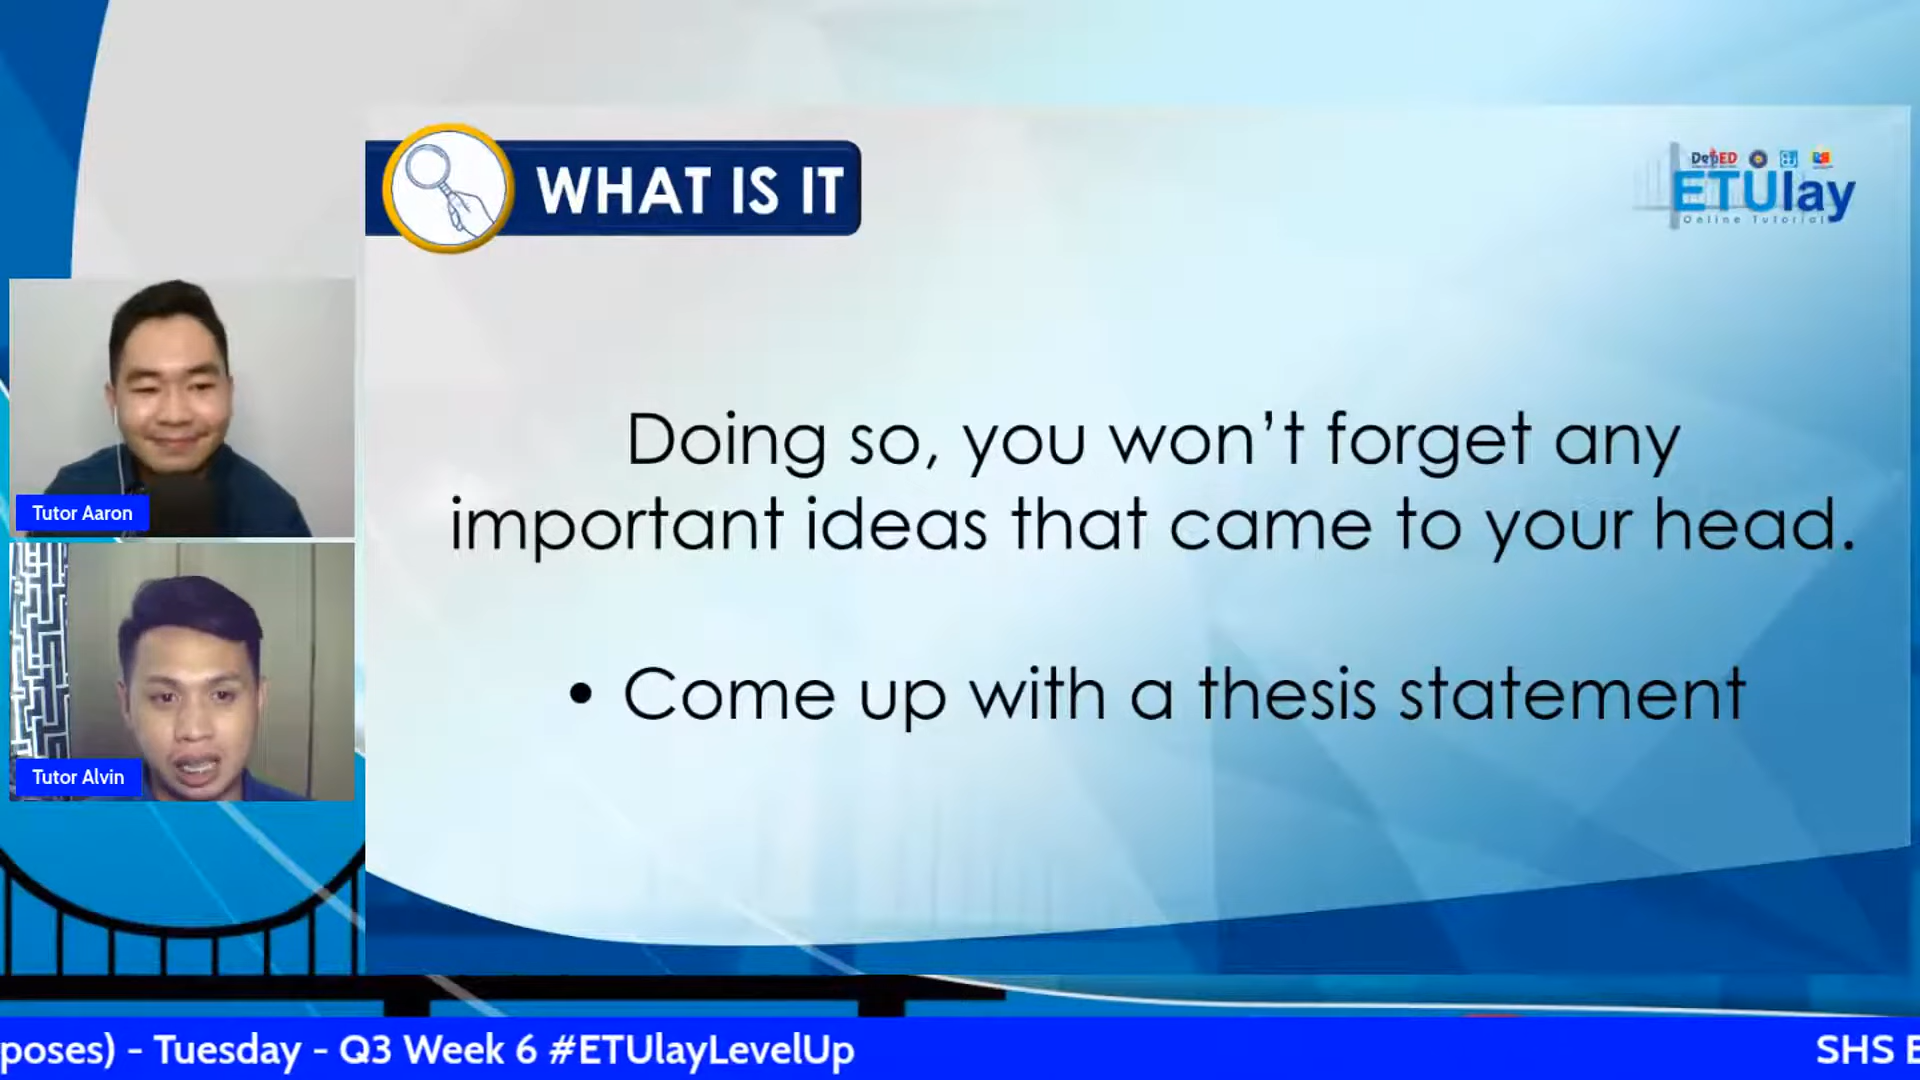 WHAT IS IT
DepED
ETUlay
Online Tutorial
Doing so, you won’t forget any
important ideas that came to your head.
• Come up with a thesis statement
Tutor Aaron
Tutor Alvin
poses) - Tuesday - Q3 Week 6 #ETUlayLevelUp
SHS E